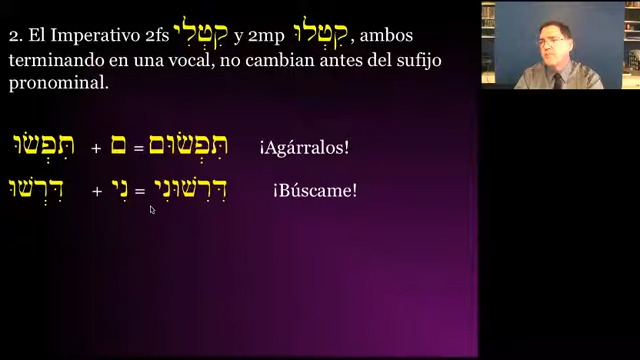 2. El Imperativo 2fs קִטְלִי y 2mp קִטְלוּ, ambos
terminando en una vocal, no cambian antes del sufijo
pronominal.
תִּפְשׂוּ + ם = תִּפְשׂוּם ¡Agárralos!
דִּרְשׁוּ + נִי = דִּרִשׁוּנִי ¡Búscame!